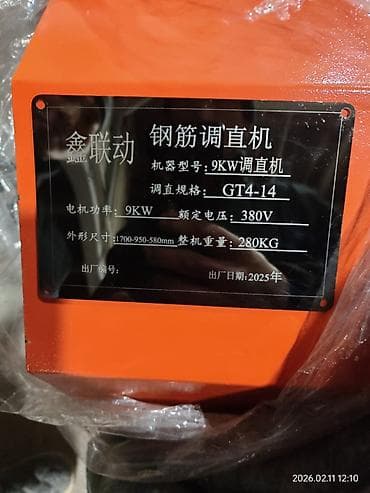 鑫联动 钢筋调直机
机器型号:9KW调直机
调直规格:GT4-14
电机功率:9KW 额定电压:380V
外形尺寸:1700-950-580mm 整机重量:280KG
出厂编号: 出厂日期:2025年
2026.02.11 12:10